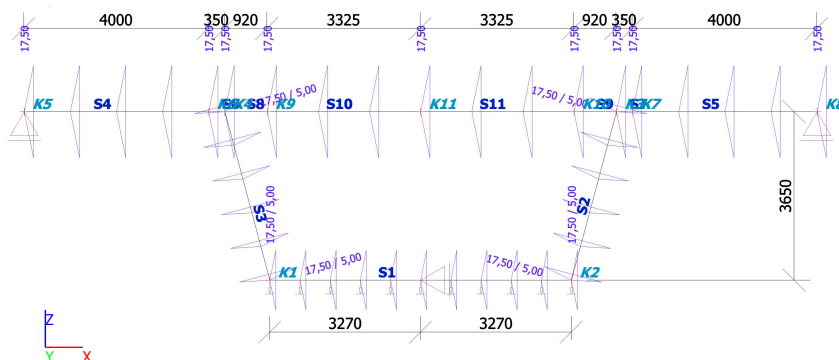 4000 350 920 3325 3325 920 350 4000
17,50 17,50 17,50 17,50 17,50 17,50 17,50 17,50 17,50
K5 S4 S8 K9 S10 K11 S11 K7 S5
17,50 / 5,00 17,50 / 5,00
S3 17,50 / 5,00 S2 17,50 / 5,00 3650
K1 17,50 / 5,00 S1 17,50 / 5,00 K2
Z
Y X
3270 3270